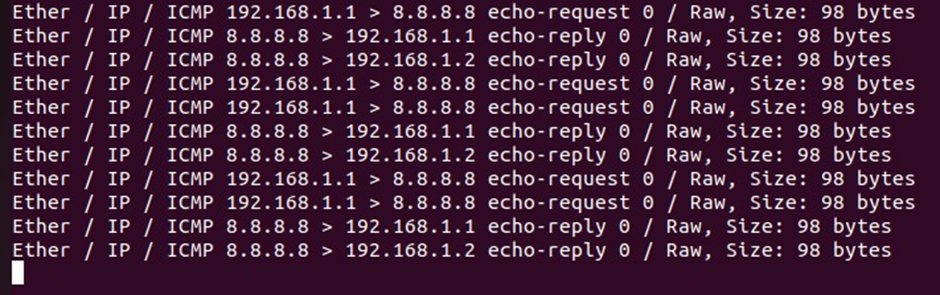 Ether / IP / ICMP 192.168.1.1 > 8.8.8.8 echo-request 0 / Raw, Size: 98 bytes
Ether / IP / ICMP 8.8.8.8 > 192.168.1.1 echo-reply 0 / Raw, Size: 98 bytes
Ether / IP / ICMP 8.8.8.8 > 192.168.1.2 echo-reply 0 / Raw, Size: 98 bytes
Ether / IP / ICMP 192.168.1.1 > 8.8.8.8 echo-request 0 / Raw, Size: 98 bytes
Ether / IP / ICMP 192.168.1.1 > 8.8.8.8 echo-request 0 / Raw, Size: 98 bytes
Ether / IP / ICMP 8.8.8.8 > 192.168.1.1 echo-reply 0 / Raw, Size: 98 bytes
Ether / IP / ICMP 8.8.8.8 > 192.168.1.2 echo-reply 0 / Raw, Size: 98 bytes
Ether / IP / ICMP 192.168.1.1 > 8.8.8.8 echo-request 0 / Raw, Size: 98 bytes
Ether / IP / ICMP 192.168.1.1 > 8.8.8.8 echo-request 0 / Raw, Size: 98 bytes
Ether / IP / ICMP 8.8.8.8 > 192.168.1.1 echo-reply 0 / Raw, Size: 98 bytes
Ether / IP / ICMP 8.8.8.8 > 192.168.1.2 echo-reply 0 / Raw, Size: 98 bytes